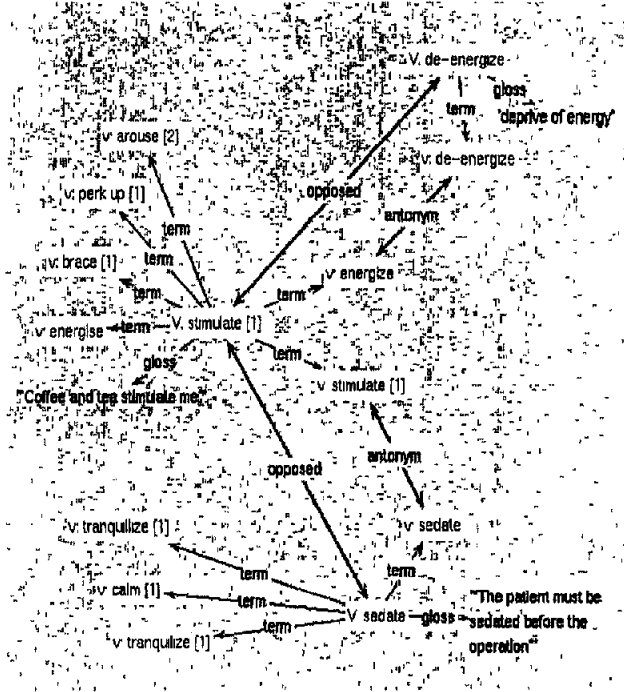 V. de-energize
gloss
term
"deprive of energy"
v: arouse [2]
v: de-energize
v: perk up [1]
opposed
antonym
term
v: brace [1]
term
v: energize
term
term
v: energise
term
V. stimulate [1]
gloss
term
v: stimulate [1]
"Coffee and tea stimulate me"
antonym
opposed
v: tranquillize [1]
v: sedate
term
term
v: calm [1]
term
"The patient must be
V. sedate
gloss
sedated before the
term
v: tranquilize [1]
operation"